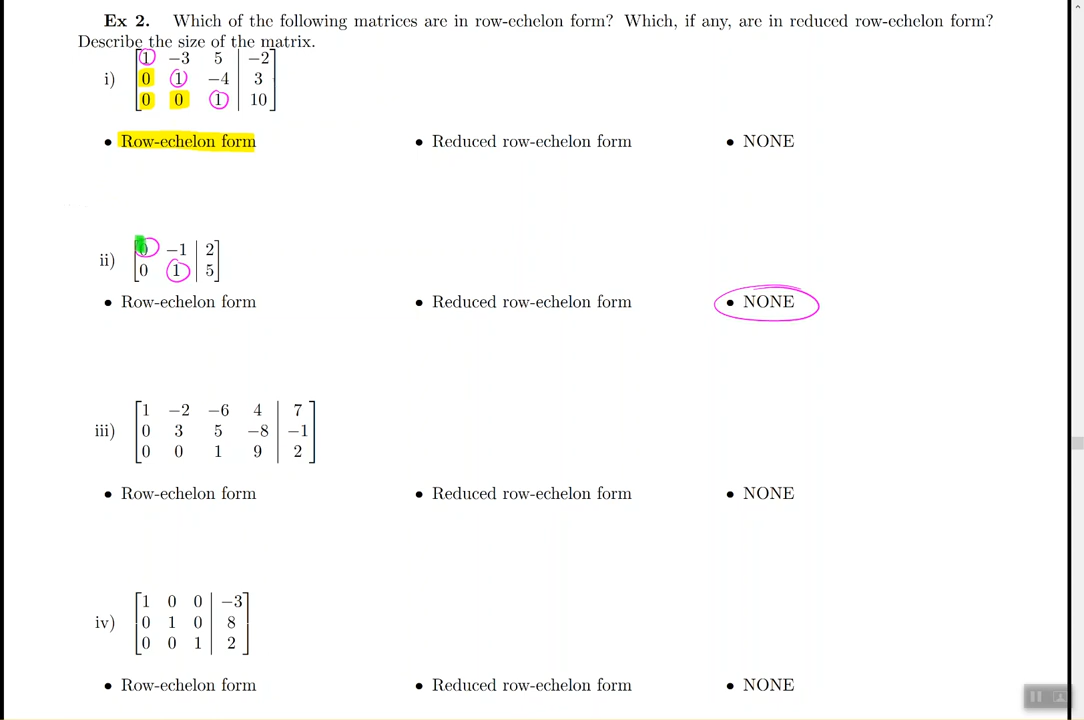 Ex 2. Which of the following matrices are in row-echelon form? Which, if any, are in reduced row-echelon form?
Describe the size of the matrix.
1 −3 5 −2
i) 0 1 −4 3
0 0 1 10
• Row-echelon form • Reduced row-echelon form • NONE
0 −1 2
ii)
0 1 5
• Row-echelon form • Reduced row-echelon form • NONE
1 −2 −6 4 7
iii) 0 3 5 −8 −1
0 0 1 9 2
• Row-echelon form • Reduced row-echelon form • NONE
1 0 0 −3
iv) 0 1 0 8
0 0 1 2
• Row-echelon form • Reduced row-echelon form • NONE